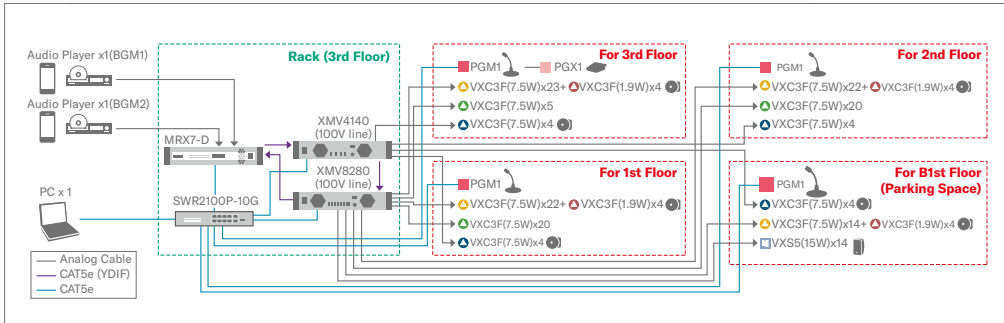 Audio Player x1(BGM1)
Audio Player x1(BGM2)
PC x 1
Analog Cable
CAT5e (YDIF)
CAT5e
Rack (3rd Floor)
MRX7-D
SWR2100P-10G
XMV4140
(100V line)
XMV8280
(100V line)
For 3rd Floor
PGM1 PGX1
VXC3F(7.5W)x23+ VXC3F(1.9W)x4
VXC3F(7.5W)x5
VXC3F(7.5W)x4
For 1st Floor
PGM1
VXC3F(7.5W)x22+ VXC3F(1.9W)x4
VXC3F(7.5W)x20
VXC3F(7.5W)x4
For 2nd Floor
PGM1
VXC3F(7.5W)x22+ VXC3F(1.9W)x4
VXC3F(7.5W)x20
VXC3F(7.5W)x4
For B1st Floor
(Parking Space)
PGM1
VXC3F(7.5W)x4
VXC3F(7.5W)x14+ VXC3F(1.9W)x4
VXS5(15W)x14